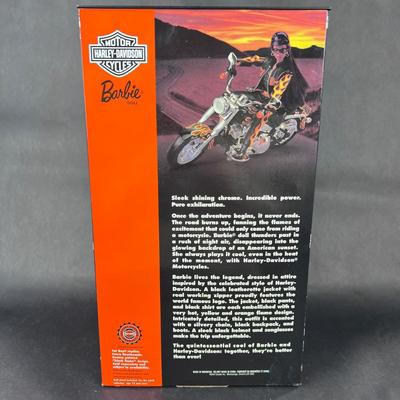 MOTOR
HARLEY-DAVIDSON
CYCLES
Barbie
DOLL
Sleek shining chrome. Incredible power.
Pure exhilaration.
Once the adventure begins, it never ends.
The road burns up, fanning the flames of
excitement that could only come from riding
a motorcycle. Barbie® doll thunders past in
a rush of night air, disappearing into the
glowing backdrop of an American sunset.
She always plays it cool, even in the heat
of the moment, with Harley-Davidson®
Motorcycles.
Barbie lives the legend, dressed in attire
inspired by the celebrated style of Harley-
Davidson. A black leatherette jacket with
real working zipper proudly features the
world famous logo. The jacket, black pants,
and black shirt are each embellished with a
very hot, yellow and orange flame design.
Intricately detailed, this outfit is accented
with a silvery chain, black backpack, and
boots. A sleek black helmet and sunglasses
make the trip unforgettable.
The quintessential cool of Barbie and
Harley-Davidson: together, they're hotter
than ever!